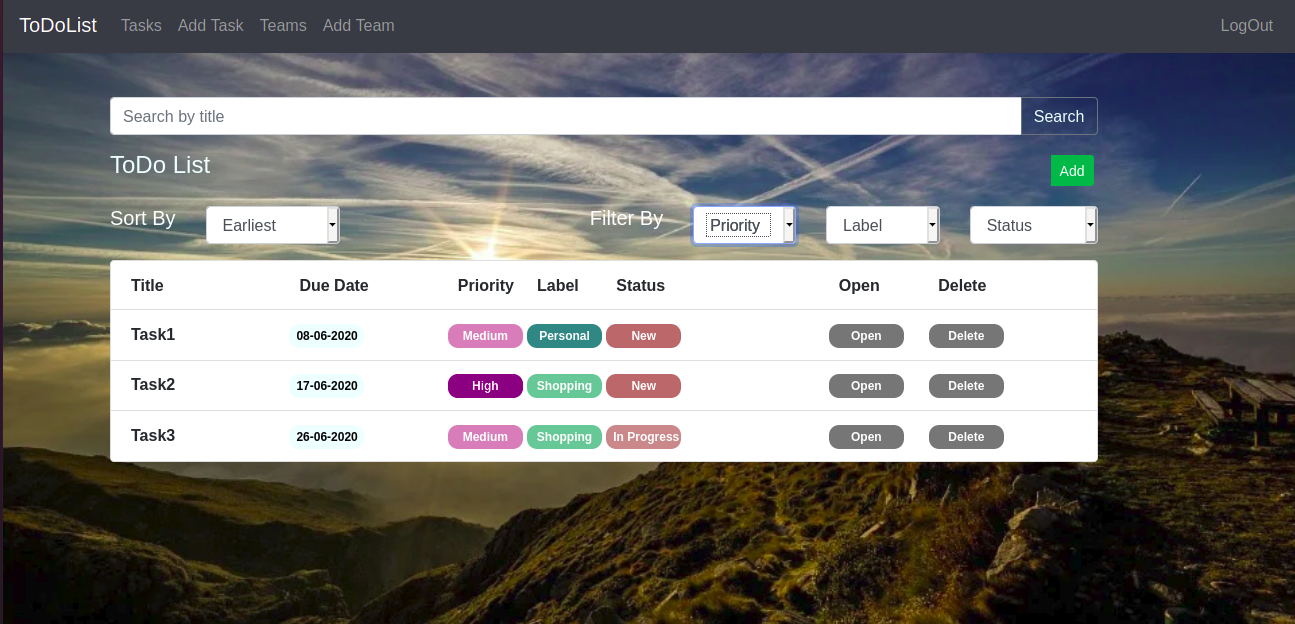 ToDoList Tasks Add Task Teams Add Team LogOut
Search by title Search
ToDo List Add
Sort By Earliest Filter By Priority Label Status
Title Due Date Priority Label Status Open Delete
Task1 08-06-2020 Medium Personal New Open Delete
Task2 17-06-2020 High Shopping New Open Delete
Task3 26-06-2020 Medium Shopping In Progress Open Delete